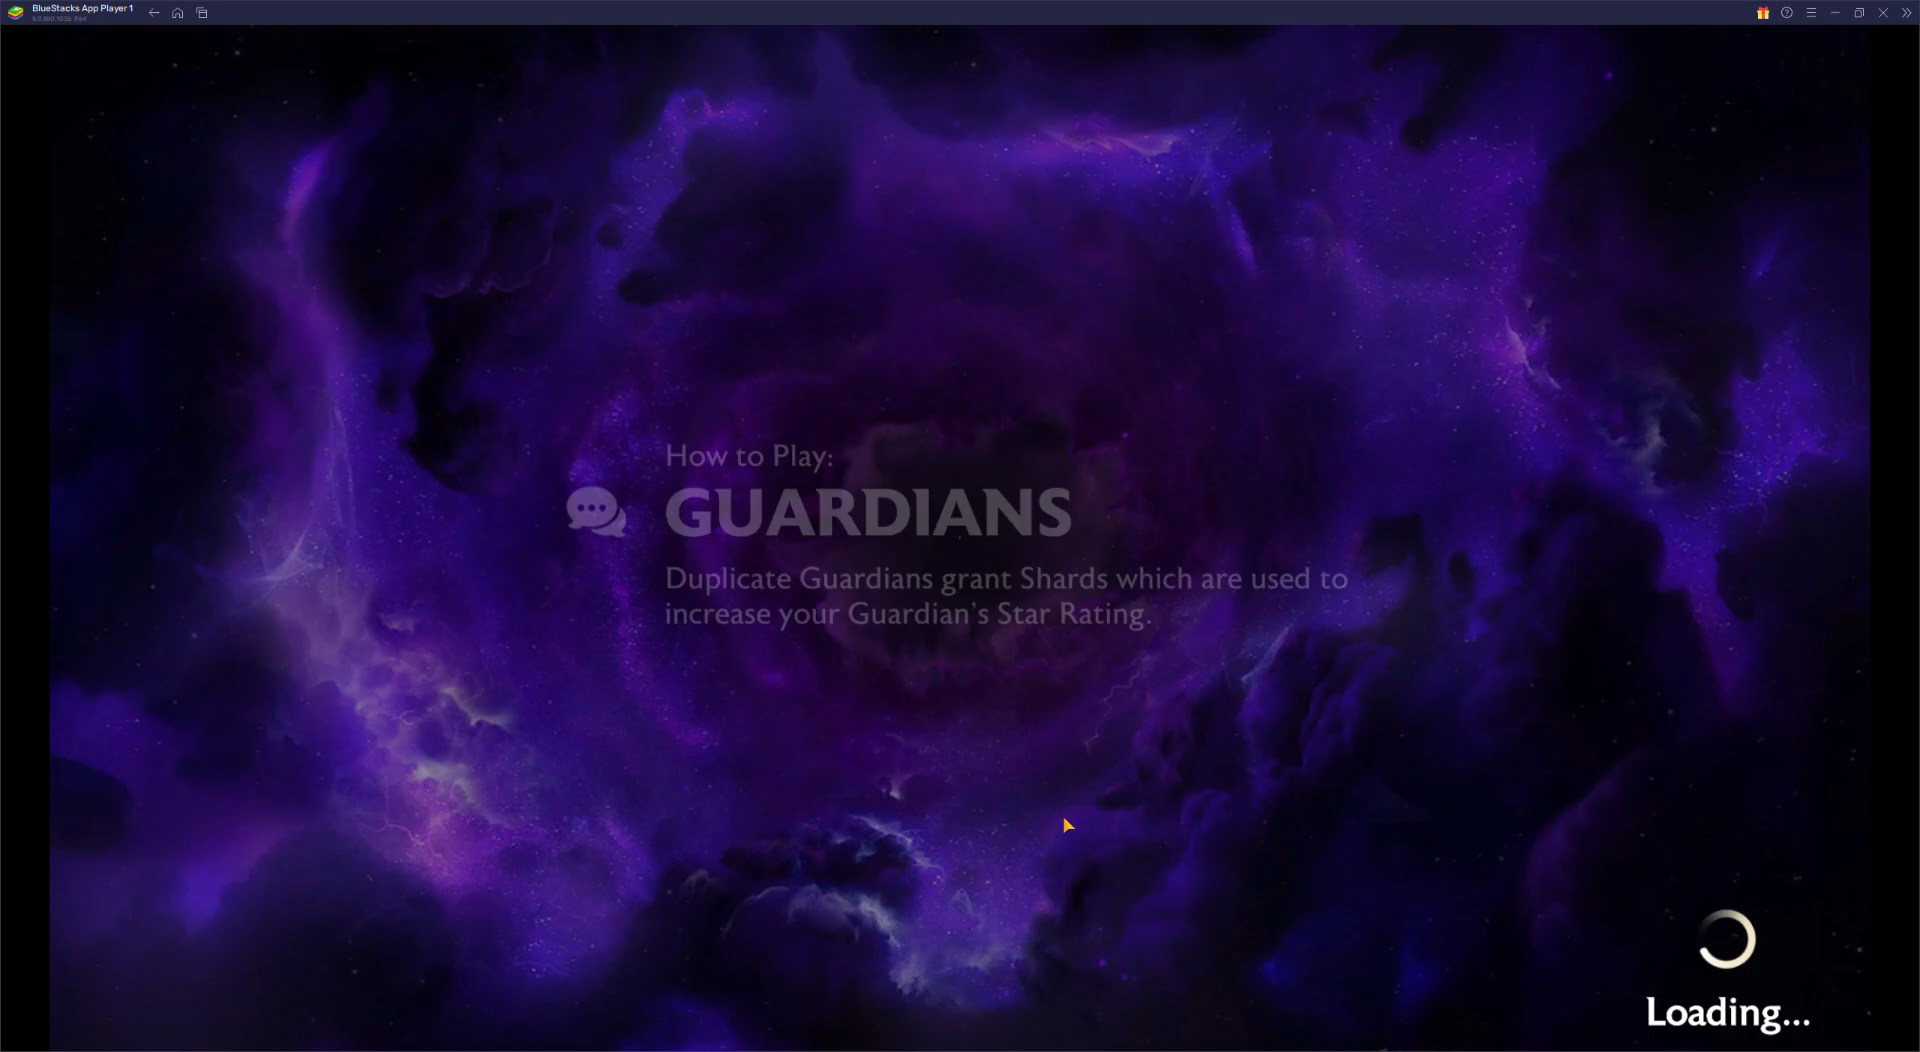 BlueStacks App Player 1
How to Play:
GUARDIANS
Duplicate Guardians grant Shards which are used to
increase your Guardian’s Star Rating.
Loading...